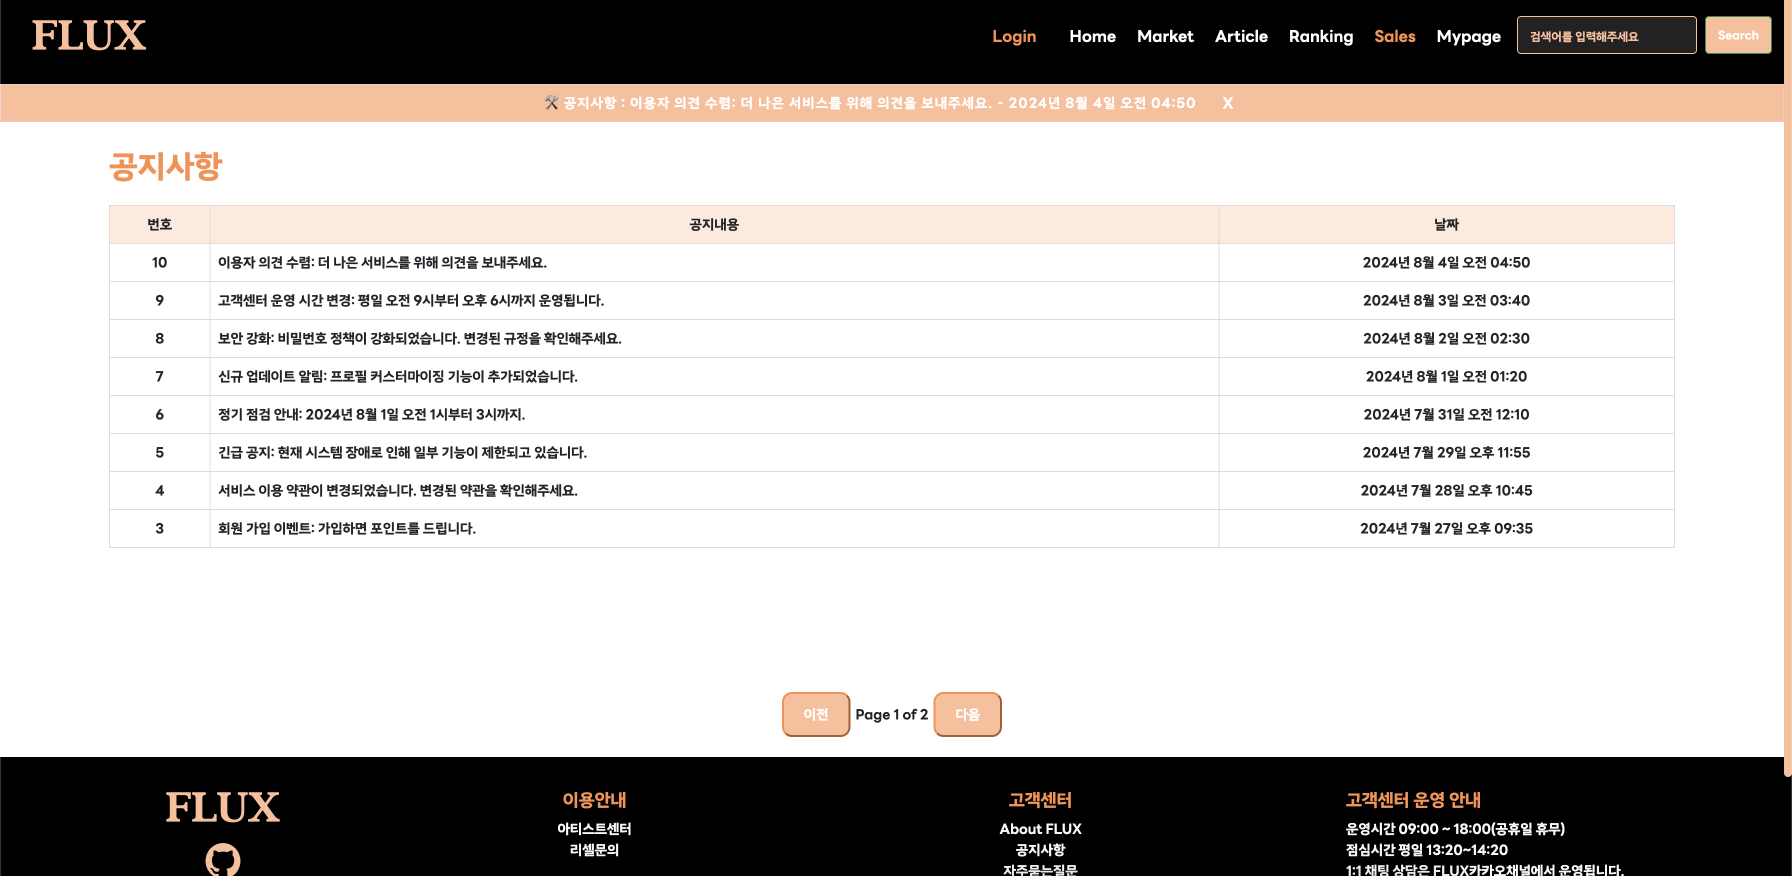 FLUX
Login Home Market Article Ranking Sales Mypage 검색어를 입력해주세요 Search
🛠 공지사항 : 이용자 의견 수렴: 더 나은 서비스를 위해 의견을 보내주세요. - 2024년 8월 4일 오전 04:50 X
공지사항
번호 공지내용 날짜
10 이용자 의견 수렴: 더 나은 서비스를 위해 의견을 보내주세요. 2024년 8월 4일 오전 04:50
9 고객센터 운영 시간 변경: 평일 오전 9시부터 오후 6시까지 운영됩니다. 2024년 8월 3일 오전 03:40
8 보안 강화: 비밀번호 정책이 강화되었습니다. 변경된 규정을 확인해주세요. 2024년 8월 2일 오전 02:30
7 신규 업데이트 알림: 프로필 커스터마이징 기능이 추가되었습니다. 2024년 8월 1일 오전 01:20
6 정기 점검 안내: 2024년 8월 1일 오전 1시부터 3시까지. 2024년 7월 31일 오전 12:10
5 긴급 공지: 현재 시스템 장애로 인해 일부 기능이 제한되고 있습니다. 2024년 7월 29일 오후 11:55
4 서비스 이용 약관이 변경되었습니다. 변경된 약관을 확인해주세요. 2024년 7월 28일 오후 10:45
3 회원 가입 이벤트: 가입하면 포인트를 드립니다. 2024년 7월 27일 오후 09:35
이전 Page 1 of 2 다음
FLUX
이용안내
아티스트센터
리셀문의
고객센터
About FLUX
공지사항
자주묻는질문
고객센터 운영 안내
운영시간 09:00 ~ 18:00(공휴일 휴무)
점심시간 평일 13:20~14:20
1:1 채팅 상담은 FLUX카카오채널에서 운영됩니다.